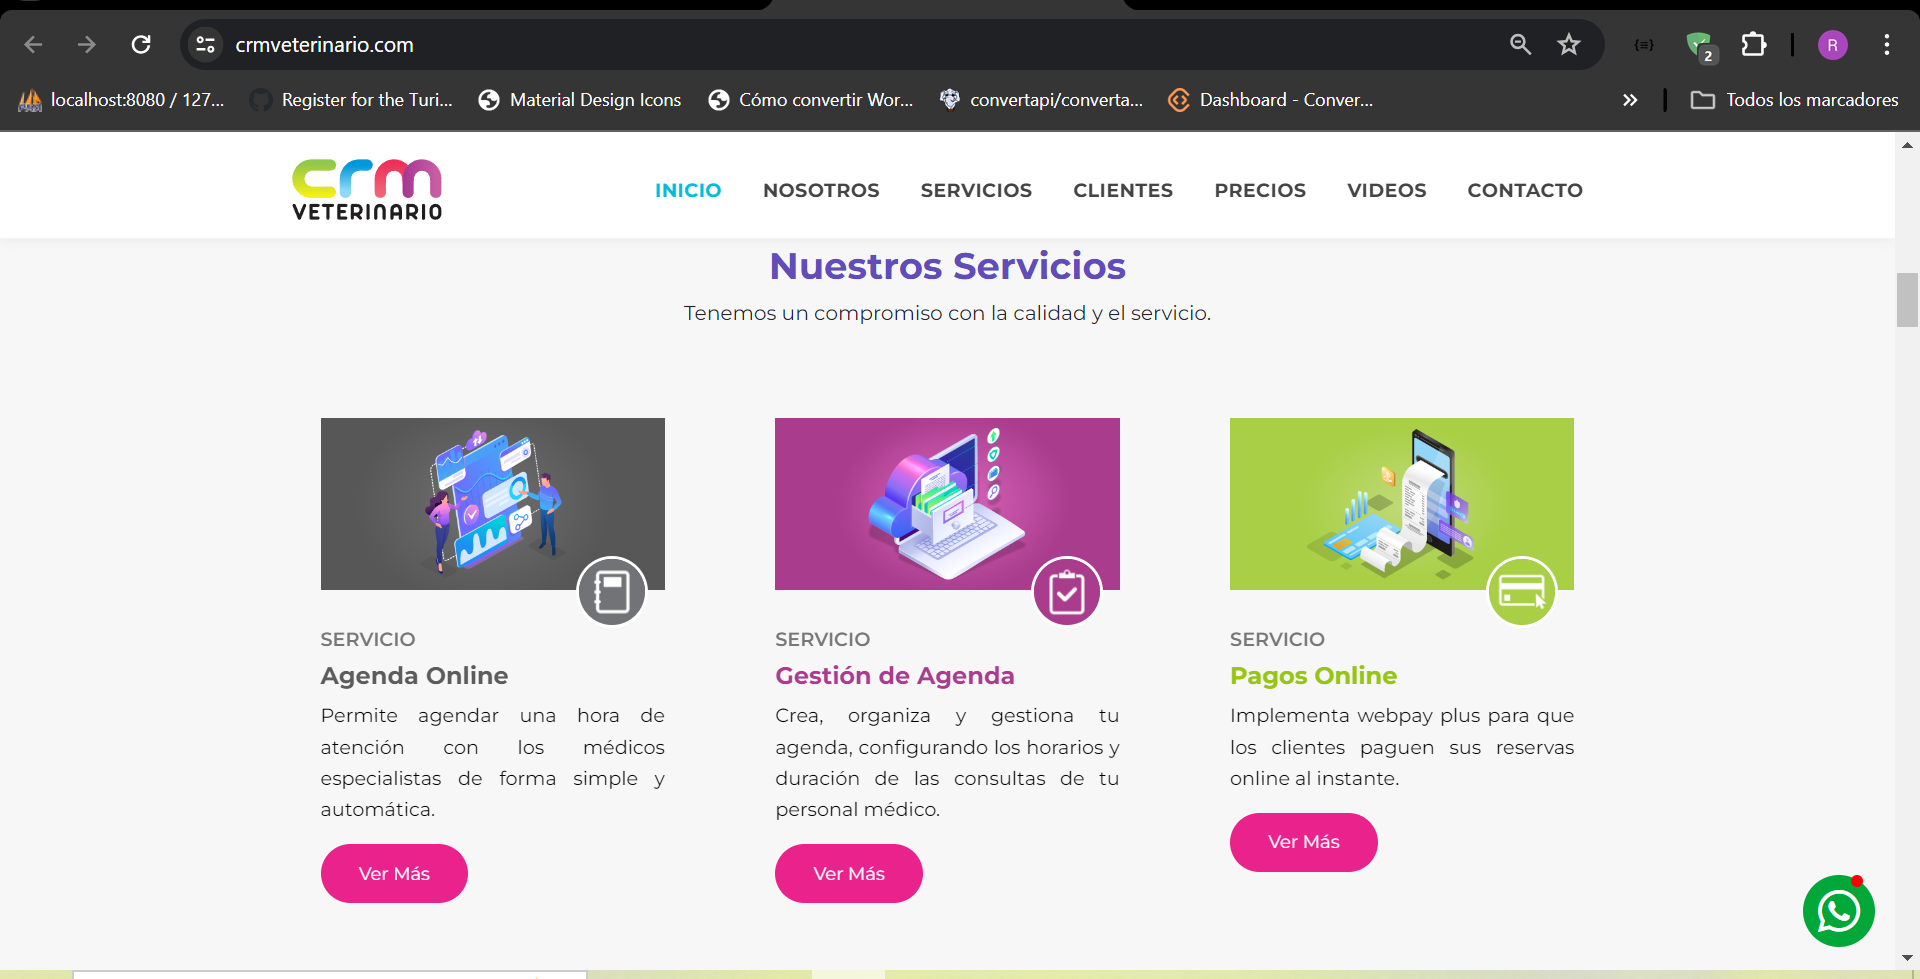 crmveterinario.com
2
R
localhost:8080 / 127...
Register for the Turi...
Material Design Icons
Cómo convertir Wor...
convertapi/converta...
Dashboard - Conver...
Todos los marcadores
crm
VETERINARIO
INICIO
NOSOTROS
SERVICIOS
CLIENTES
PRECIOS
VIDEOS
CONTACTO
Nuestros Servicios
Tenemos un compromiso con la calidad y el servicio.
SERVICIO
Agenda Online
Permite agendar una hora de
atención con los médicos
especialistas de forma simple y
automática.
Ver Más
SERVICIO
Gestión de Agenda
Crea, organiza y gestiona tu
agenda, configurando los horarios y
duración de las consultas de tu
personal médico.
Ver Más
SERVICIO
Pagos Online
Implementa webpay plus para que
los clientes paguen sus reservas
online al instante.
Ver Más